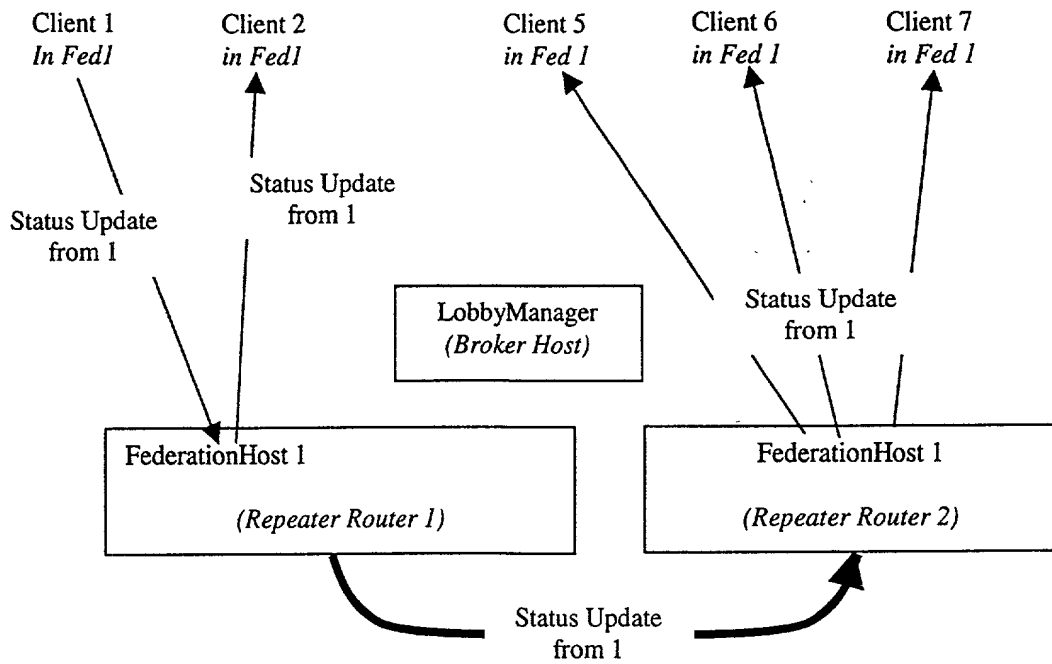 Client 1
In Fed1
Client 2
in Fed1
Client 5
in Fed 1
Client 6
in Fed 1
Client 7
in Fed 1
Status Update
from 1
Status Update
from 1
LobbyManager
(Broker Host)
Status Update
from 1
FederationHost 1
(Repeater Router 1)
FederationHost 1
(Repeater Router 2)
Status Update
from 1